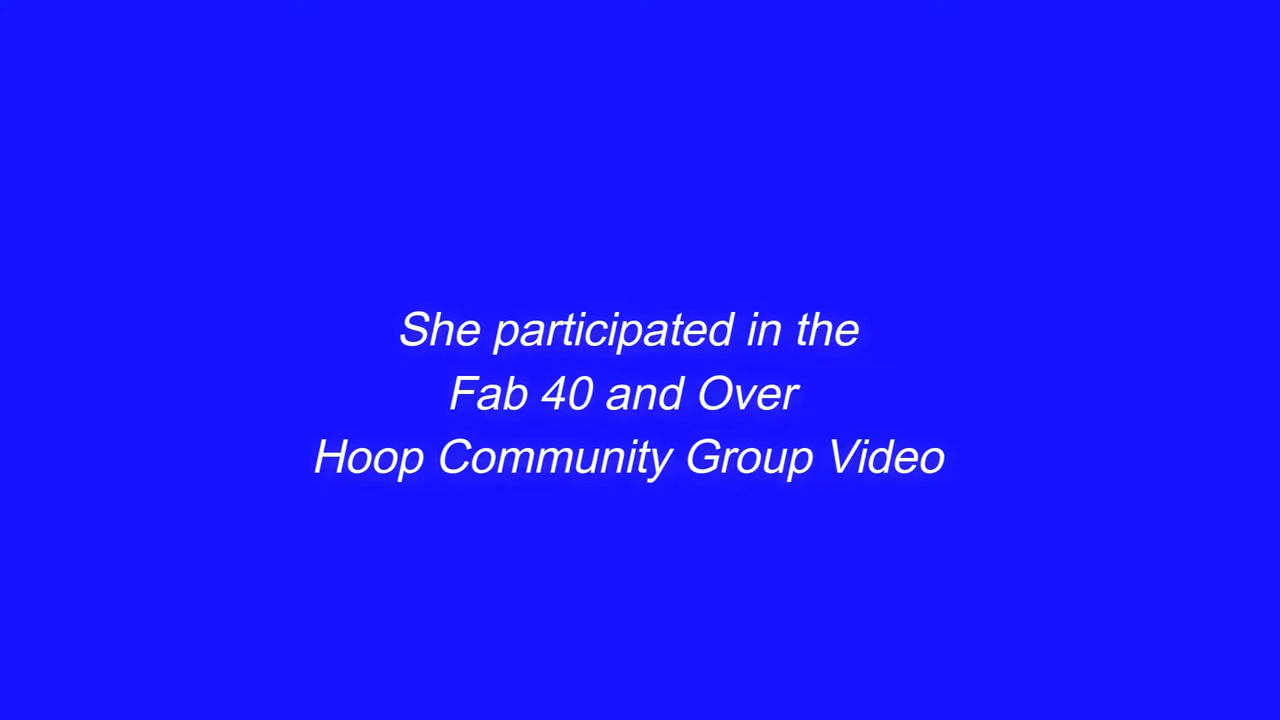 She participated in the
Fab 40 and Over
Hoop Community Group Video